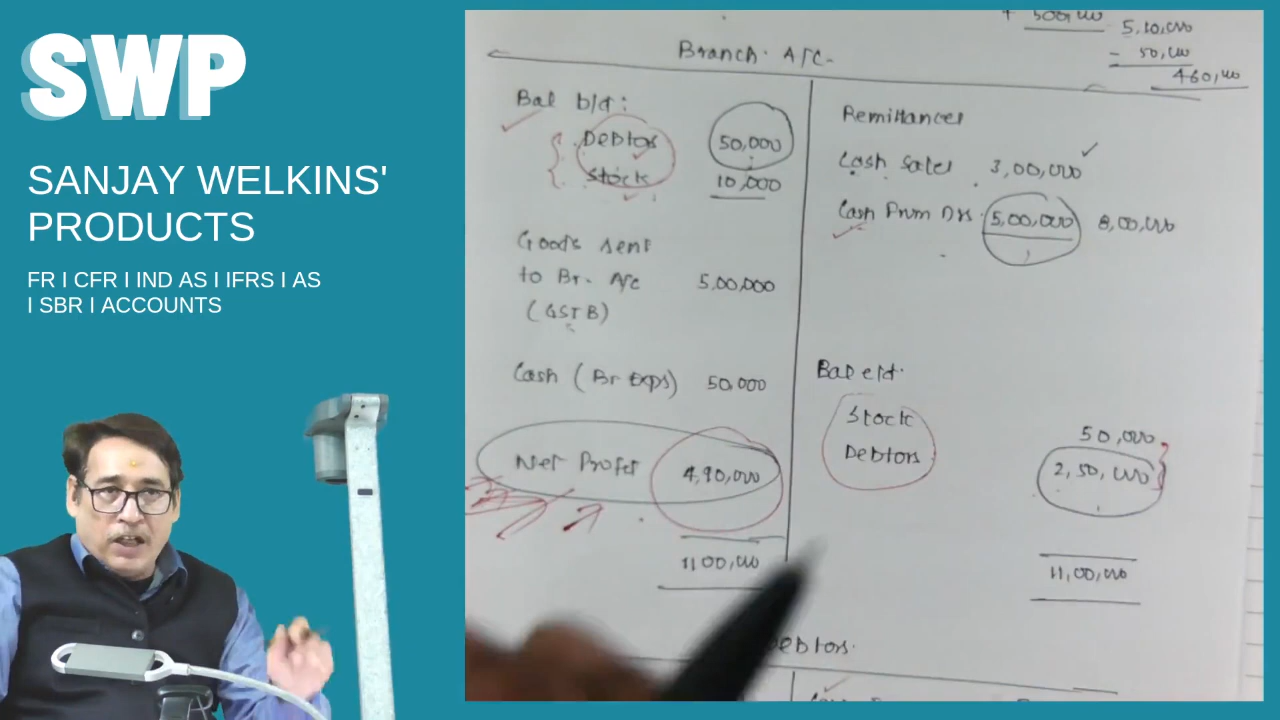 SWP
SANJAY WELKINS'
PRODUCTS
FR I CFR I IND AS I IFRS I AS
I SBR I ACCOUNTS
5,10,000
- 50,000
460,000
Branch A/c.
Bal b/d:
Debtors 50,000
Stock 10,000
Goods sent
to Br. A/c 5,00,000
(GSTB)
Cash (Br Exps) 50,000
Net Profit 4,90,000
1100,000
Remittances
Cash Sales 3,00,000
Cash from Drs. 5,00,000 8,00,000
Bal c/d.
Stock 50,000
Debtors 2,50,000
11,00,000
Debtors.